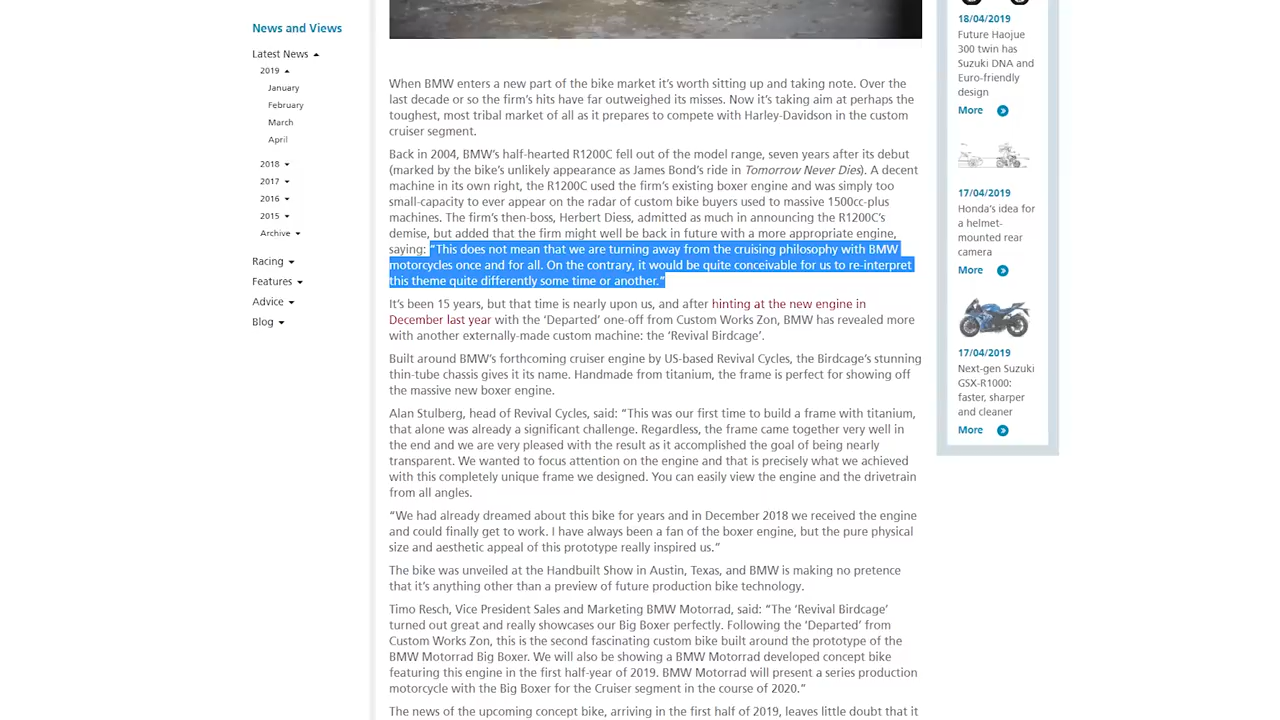 News and Views
Latest News
2019
January
February
March
April
2018
2017
2016
2015
Archive
Racing
Features
Advice
Blog
When BMW enters a new part of the bike market it’s worth sitting up and taking note. Over the
last decade or so the firm’s hits have far outweighed its misses. Now it’s taking aim at perhaps the
toughest, most tribal market of all as it prepares to compete with Harley-Davidson in the custom
cruiser segment.
Back in 2004, BMW’s half-hearted R1200C fell out of the model range, seven years after its debut
(marked by the bike’s unlikely appearance as James Bond’s ride in Tomorrow Never Dies). A decent
machine in its own right, the R1200C used the firm’s existing boxer engine and was simply too
small-capacity to ever appear on the radar of custom bike buyers used to massive 1500cc-plus
machines. The firm’s then-boss, Herbert Diess, admitted as much in announcing the R1200C’s
demise, but added that the firm might well be back in future with a more appropriate engine,
saying: “This does not mean that we are turning away from the cruising philosophy with BMW
motorcycles once and for all. On the contrary, it would be quite conceivable for us to re-interpret
this theme quite differently some time or another.”
It’s been 15 years, but that time is nearly upon us, and after hinting at the new engine in
December last year with the ‘Departed’ one-off from Custom Works Zon, BMW has revealed more
with another externally-made custom machine: the ‘Revival Birdcage’.
Built around BMW’s forthcoming cruiser engine by US-based Revival Cycles, the Birdcage’s stunning
thin-tube chassis gives it its name. Handmade from titanium, the frame is perfect for showing off
the massive new boxer engine.
Alan Stulberg, head of Revival Cycles, said: “This was our first time to build a frame with titanium,
that alone was already a significant challenge. Regardless, the frame came together very well in
the end and we are very pleased with the result as it accomplished the goal of being nearly
transparent. We wanted to focus attention on the engine and that is precisely what we achieved
with this completely unique frame we designed. You can easily view the engine and the drivetrain
from all angles.
“We had already dreamed about this bike for years and in December 2018 we received the engine
and could finally get to work. I have always been a fan of the boxer engine, but the pure physical
size and aesthetic appeal of this prototype really inspired us.”
The bike was unveiled at the Handbuilt Show in Austin, Texas, and BMW is making no pretence
that it’s anything other than a preview of future production bike technology.
Timo Resch, Vice President Sales and Marketing BMW Motorrad, said: “The ‘Revival Birdcage’
turned out great and really showcases our Big Boxer perfectly. Following the ‘Departed’ from
Custom Works Zon, this is the second fascinating custom bike built around the prototype of the
BMW Motorrad Big Boxer. We will also be showing a BMW Motorrad developed concept bike
featuring this engine in the first half-year of 2019. BMW Motorrad will present a series production
motorcycle with the Big Boxer for the Cruiser segment in the course of 2020.”
The news of the upcoming concept bike, arriving in the first half of 2019, leaves little doubt that it
18/04/2019
Future Haojue
300 twin has
Suzuki DNA and
Euro-friendly
design
More
17/04/2019
Honda’s idea for
a helmet-
mounted rear
camera
More
17/04/2019
Next-gen Suzuki
GSX-R1000:
faster, sharper
and cleaner
More